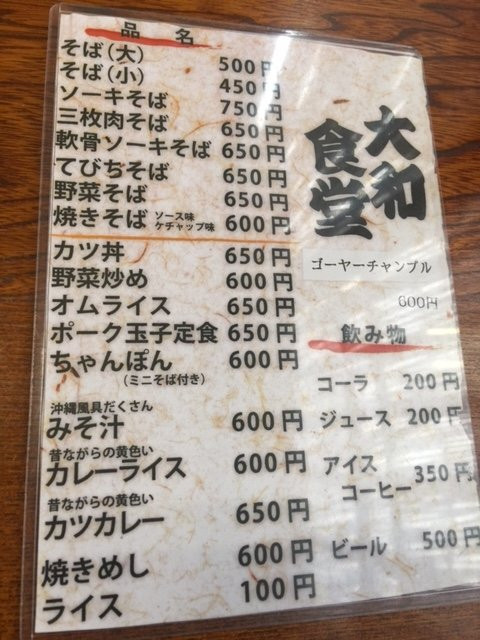 品名
そば(大) 500円
そば(小) 450円
ソーキそば 750円
三枚肉そば 650円
軟骨ソーキそば 650円
てびちそば 650円
野菜そば 650円
焼きそば ソース味 ケチャップ味 600円
カツ丼 650円
野菜炒め 600円
オムライス 650円
ポーク玉子定食 650円
ちゃんぽん 600円
(ミニそば付き)
沖縄風具だくさん
みそ汁 600円
昔ながらの黄色い
カレーライス 600円
昔ながらの黄色い
カツカレー 650円
焼きめし 600円
ライス 100円
大和
食堂
ゴーヤーチャンプル
600円
飲み物
コーラ 200円
ジュース 200円
アイス
コーヒー 350円
ビール 500円